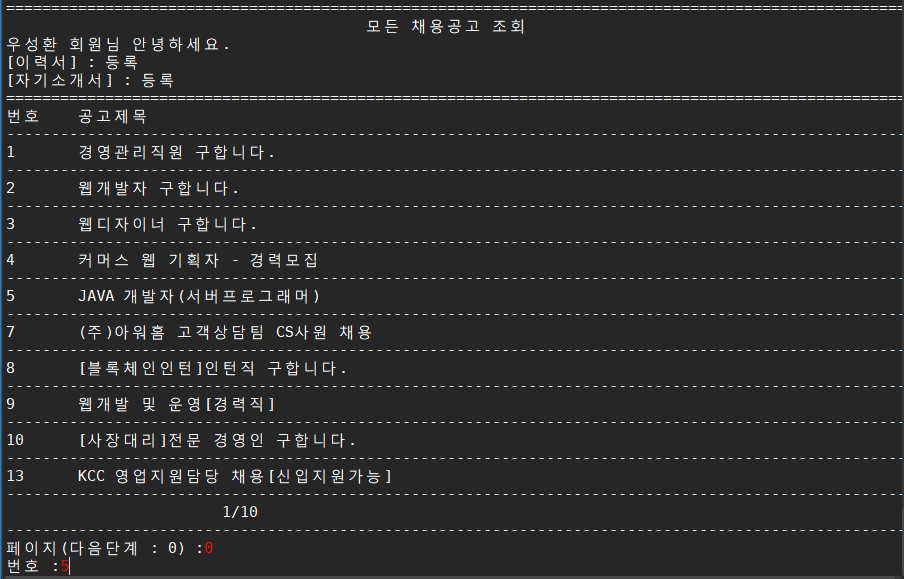 모든 채용공고 조회
우성환 회원님 안녕하세요.
[이력서] : 등록
[자기소개서] : 등록
번호 공고제목
1 경영관리직원 구합니다.
2 웹개발자 구합니다.
3 웹디자이너 구합니다.
4 커머스 웹 기획자 - 경력모집
5 JAVA 개발자(서버프로그래머)
7 (주)아워홈 고객상담팀 CS사원 채용
8 [블록체인인턴]인턴직 구합니다.
9 웹개발 및 운영[경력직]
10 [사장대리]전문 경영인 구합니다.
13 KCC 영업지원담당 채용[신입지원가능]
1/10
페이지(다음단계 : 0) :0
번호 :5